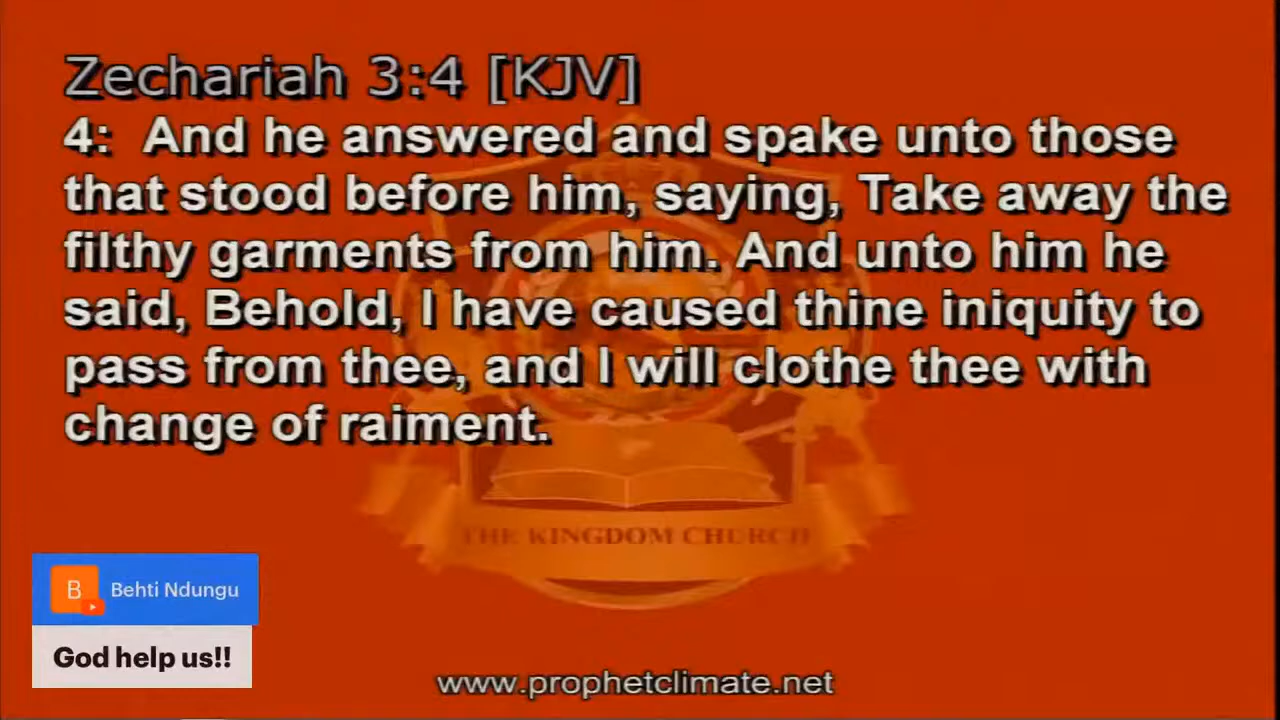 Zechariah 3:4 [KJV]
4: And he answered and spake unto those
that stood before him, saying, Take away the
filthy garments from him. And unto him he
said, Behold, I have caused thine iniquity to
pass from thee, and I will clothe thee with
change of raiment.
THE KINGDOM CHURCH
B Behti Ndungu
God help us!!
www.prophetclimate.net